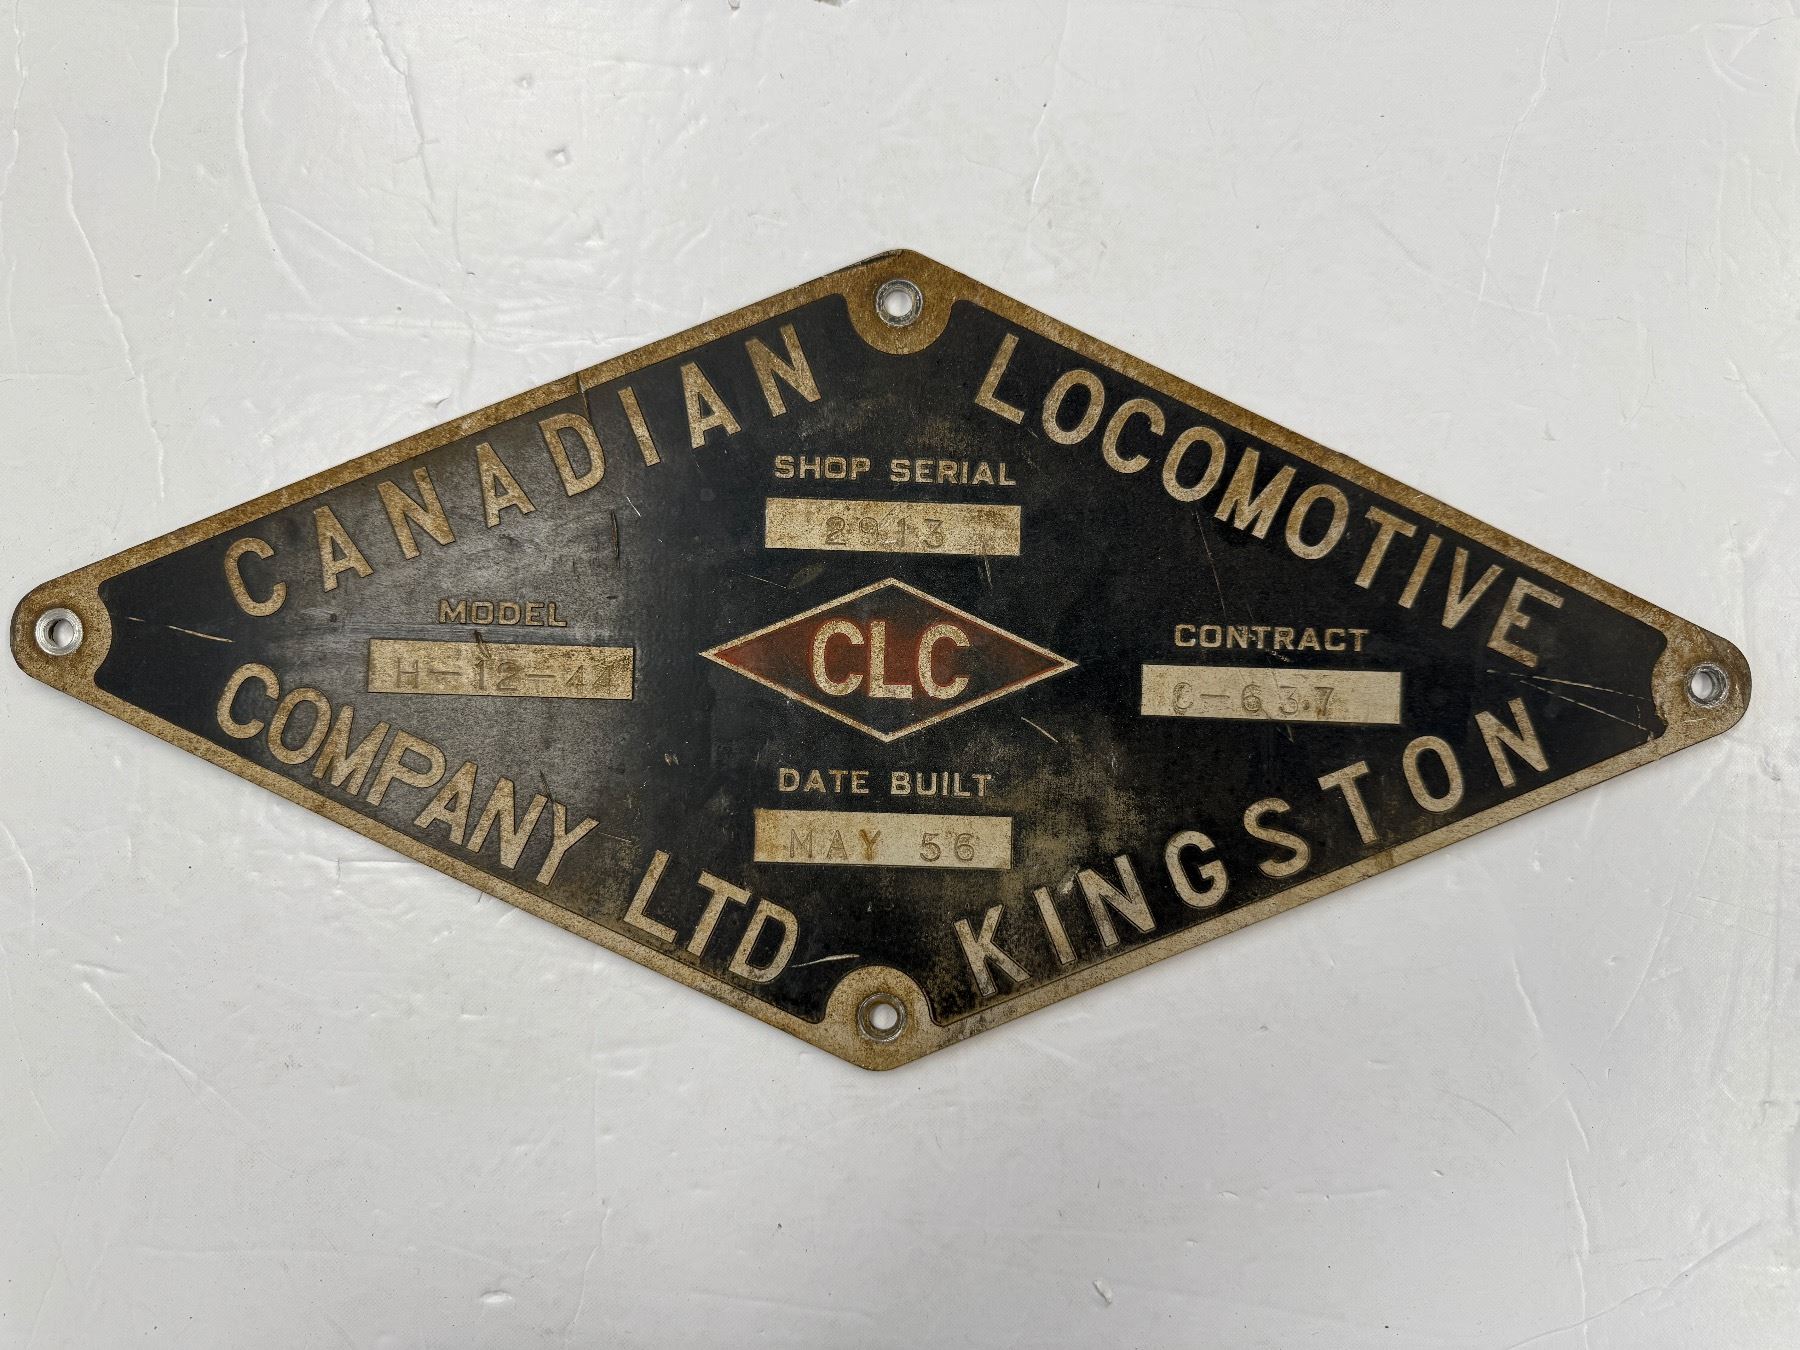 CANADIAN LOCOMOTIVE
SHOP SERIAL
2913
MODEL
H-12-44
CLC
CONTRACT
C-637
DATE BUILT
MAY 56
COMPANY LTD KINGSTON